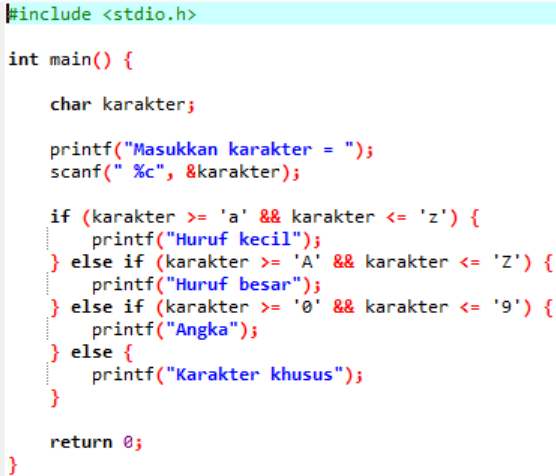 #include <stdio.h>
int main() {
char karakter;
printf("Masukkan karakter = ");
scanf(" %c", &karakter);
if (karakter >= 'a' && karakter <= 'z') {
printf("Huruf kecil");
} else if (karakter >= 'A' && karakter <= 'Z') {
printf("Huruf besar");
} else if (karakter >= '0' && karakter <= '9') {
printf("Angka");
} else {
printf("Karakter khusus");
}
return 0;
}